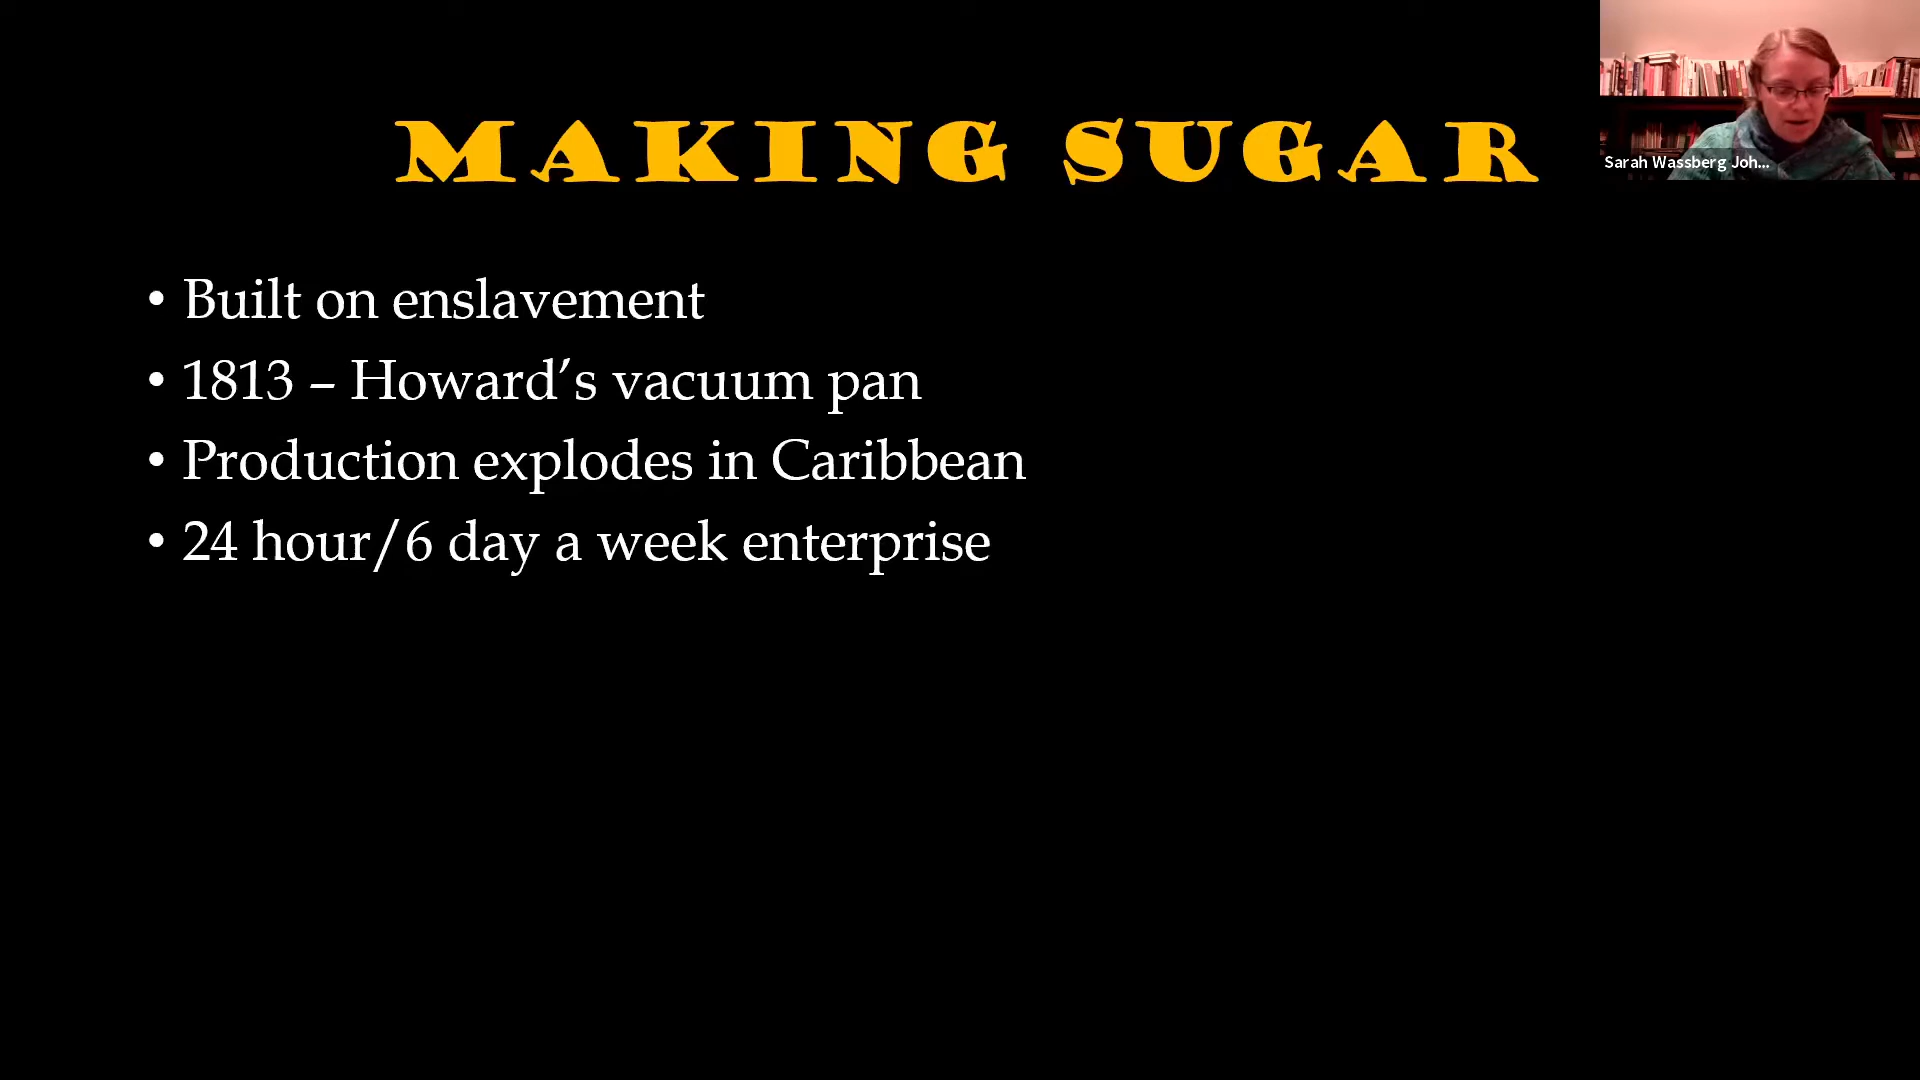 MAKING SUGAR
• Built on enslavement
• 1813 – Howard’s vacuum pan
• Production explodes in Caribbean
• 24 hour/6 day a week enterprise
Sarah Wassberg Joh...